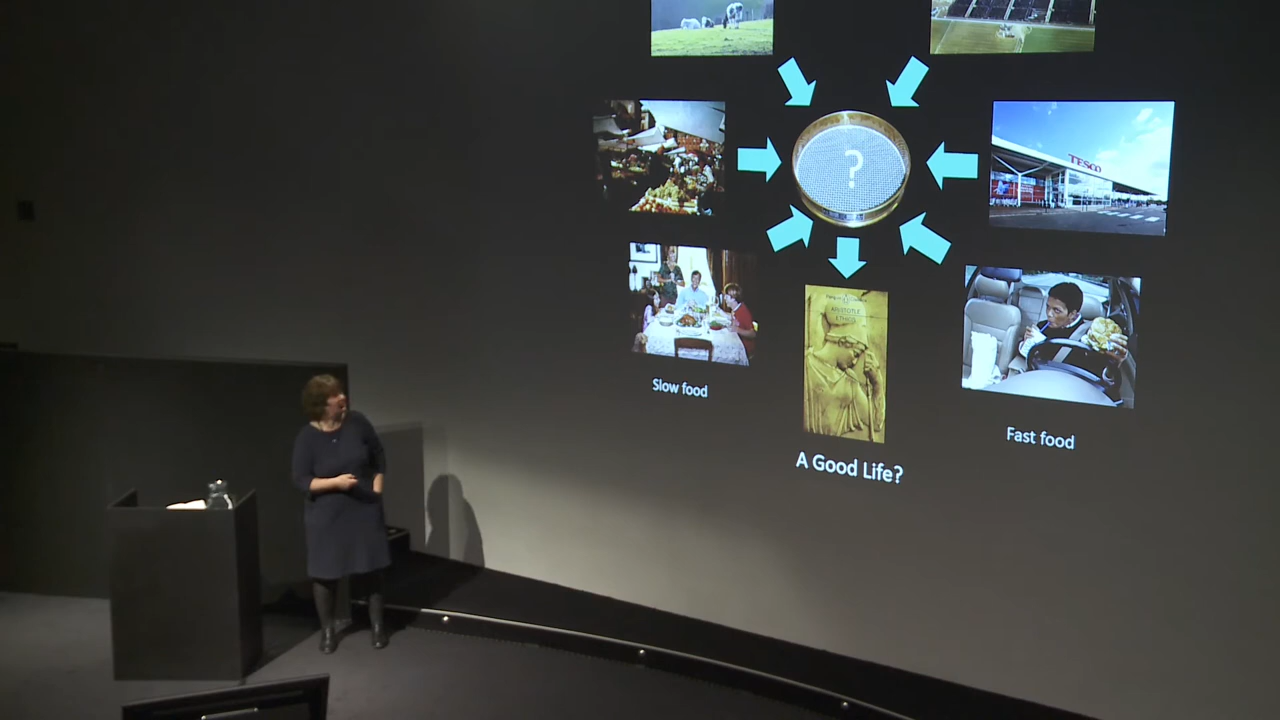 ?
TESCO
ARISTOTLE
ETHICS
Slow food
Fast food
A Good Life?